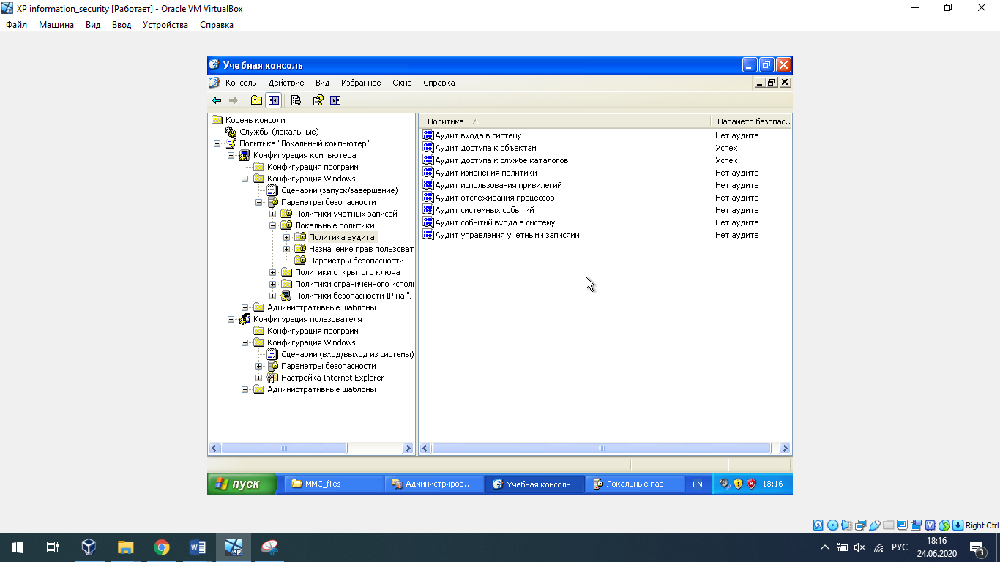 XP information_security [Работает] - Oracle VM VirtualBox
Файл Машина Вид Ввод Устройства Справка
Учебная консоль
Консоль Действие Вид Избранное Окно Справка
Корень консоли
Службы (локальные)
Политика "Локальный компьютер"
Конфигурация компьютера
Конфигурация программ
Конфигурация Windows
Сценарии (запуск/завершение)
Параметры безопасности
Политики учетных записей
Локальные политики
Политика аудита
Назначение прав пользоват
Параметры безопасности
Политики открытого ключа
Политики ограниченного исполь
Политики безопасности IP на "Л
Административные шаблоны
Конфигурация пользователя
Конфигурация программ
Конфигурация Windows
Сценарии (вход/выход из системы)
Параметры безопасности
Настройка Internet Explorer
Административные шаблоны
Политика Параметр безопас..
Аудит входа в систему Нет аудита
Аудит доступа к объектам Успех
Аудит доступа к службе каталогов Успех
Аудит изменения политики Нет аудита
Аудит использования привилегий Нет аудита
Аудит отслеживания процессов Нет аудита
Аудит системных событий Нет аудита
Аудит событий входа в систему Нет аудита
Аудит управления учетными записями Нет аудита
пуск MMC_files Администриров... Учебная консоль Локальные пар... EN 18:16
Right Ctrl
xp РУС 18:16
24.06.2020
3